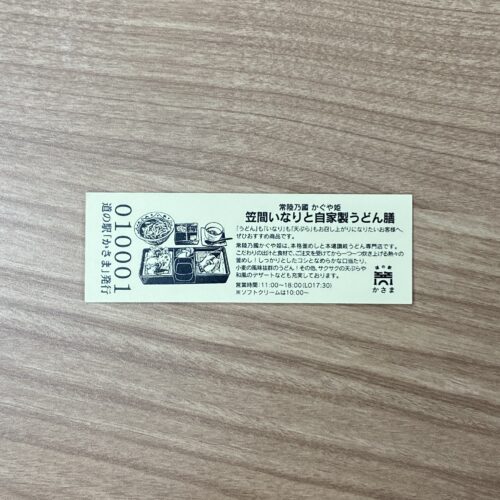 010001
道の駅「かさま」発行
常陸乃國 かぐや姫
笠間いなりと自家製うどん膳
「うどん」も「いなり」も「天ぷら」もお召し上がりになりたいお客様へ、
ぜひおすすめ商品です。
常陸乃國かぐや姫は、本格釜めしと本場讃岐うどん専門店です。
こだわりの出汁と食材で、ご注文を受けてから一つ一つ炊き上げる熱々の
釜めし!しっかりとしたコシとなめらかな口当たり、
小麦の風味抜群のうどん!その他、サクサクの天ぷらや
和風のデザートなども充実しております。
営業時間:11:00〜18:00(LO17:30)
※ソフトクリームは10:00〜
道の駅
かさま